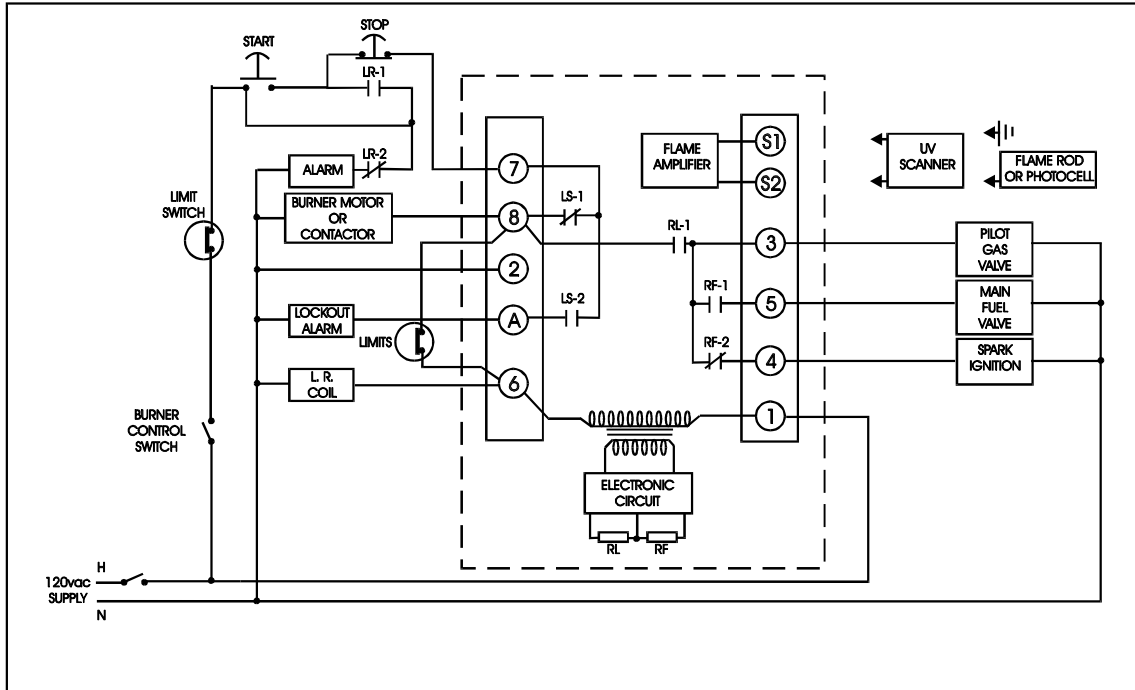 START
STOP
LR-1
LR-2
ALARM
BURNER MOTOR
OR
CONTACTOR
LIMIT
SWITCH
LOCKOUT
ALARM
LIMITS
L. R.
COIL
BURNER
CONTROL
SWITCH
H
120vac
SUPPLY
N
7
8
2
A
6
LS-1
LS-2
FLAME
AMPLIFIER
S1
S2
RL-1
3
RF-1
5
RF-2
4
1
ELECTRONIC
CIRCUIT
RL
RF
UV
SCANNER
FLAME ROD
OR PHOTOCELL
PILOT
GAS
VALVE
MAIN
FUEL
VALVE
SPARK
IGNITION